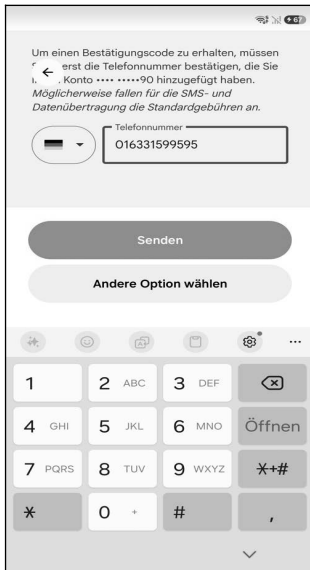 67
Um einen Bestätigungscode zu erhalten, müssen
erst die Telefonnummer bestätigen, die Sie
Konto •••• •••••90 hinzugefügt haben.
Möglicherweise fallen für die SMS- und
Datenübertragung die Standardgebühren an.
Telefonnummer
016331599595
Senden
Andere Option wählen
1
2 ABC
3 DEF
4 GHI
5 JKL
6 MNO
Öffnen
7 PQRS
8 TUV
9 WXYZ
*+#
*
0 +
#
,